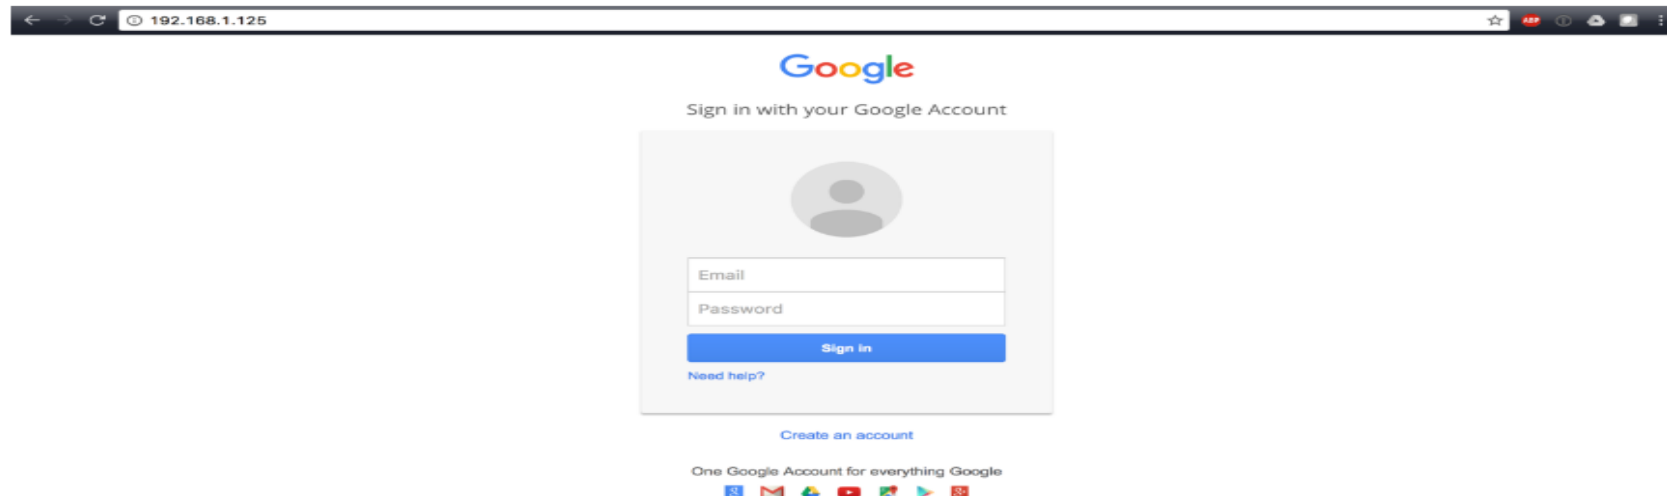 192.168.1.125
ABP
Google
Sign in with your Google Account
Email
Password
Sign in
Need help?
Create an account
One Google Account for everything Google